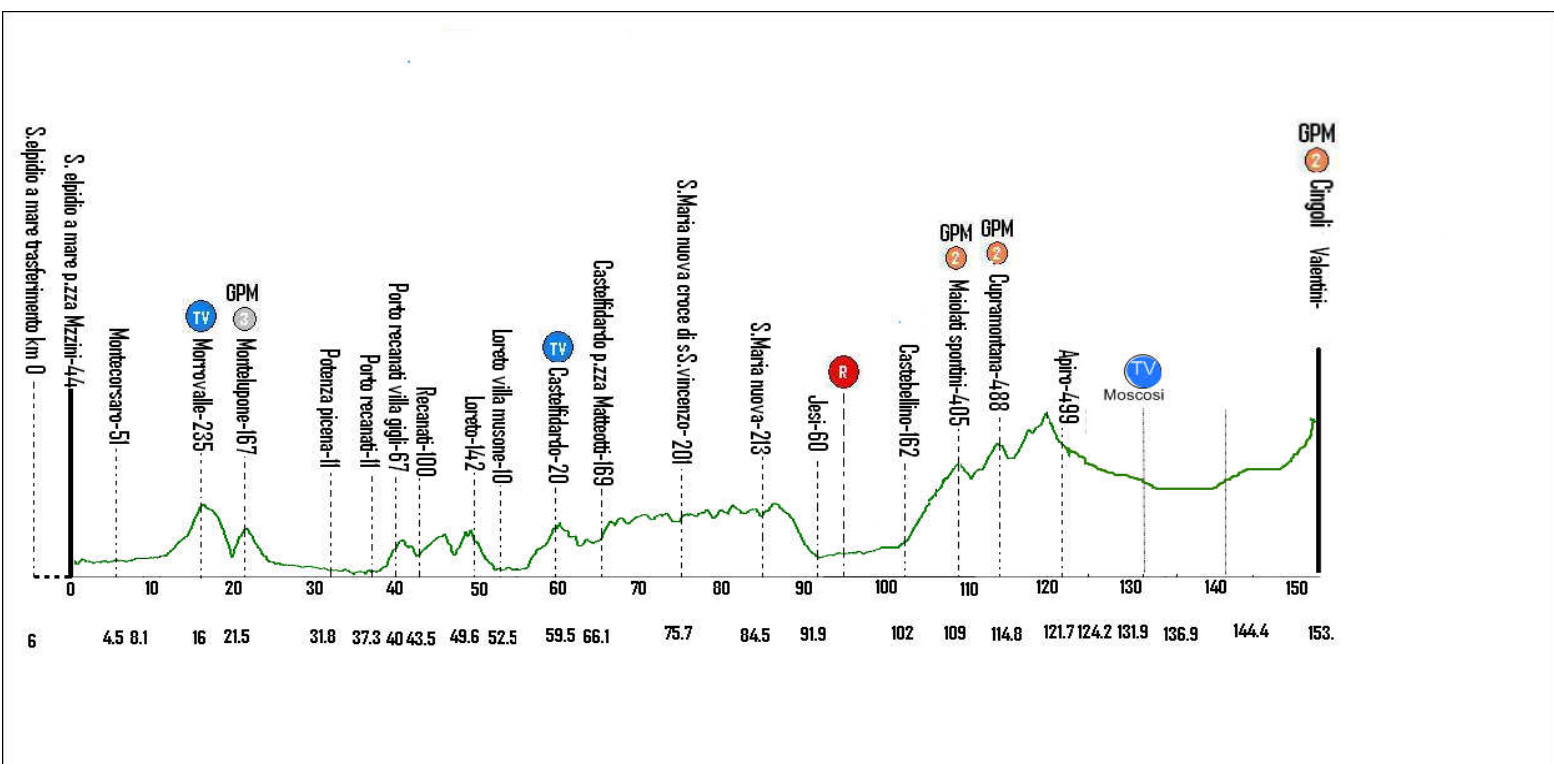 S.elpidio a mare trasferimento km 0
S. elpidio a mare p.zza Mzzini-44
Montecorsaro-51
TV
Morrovalle-235
GPM
3
Montelupone-167
Potenza picena-11
Porto recanati-11
Porto recanati villa gigli-67
Recanati-100
Loreto-142
Loreto villa musone-10
TV
Castelfidardo-20
Castelfidardo p.zza Matteotti-169
S.Maria nuova croce di sS.vincenzo- 201
S.Maria nuova-213
Jesi-60
R
Castebellino-162
GPM
2
Maiolati spontini-405
GPM
2
Cupramontana-488
Apiro-499
TV
Moscosi
GPM
2
Cingoli Valentini-
0 10 20 30 40 50 60 70 80 90 100 110 120 130 140 150
6 4.5 8.1 16 21.5 31.8 37.3 40 43.5 49.6 52.5 59.5 66.1 75.7 84.5 91.9 102 109 114.8 121.7 124.2 131.9 136.9 144.4 153.